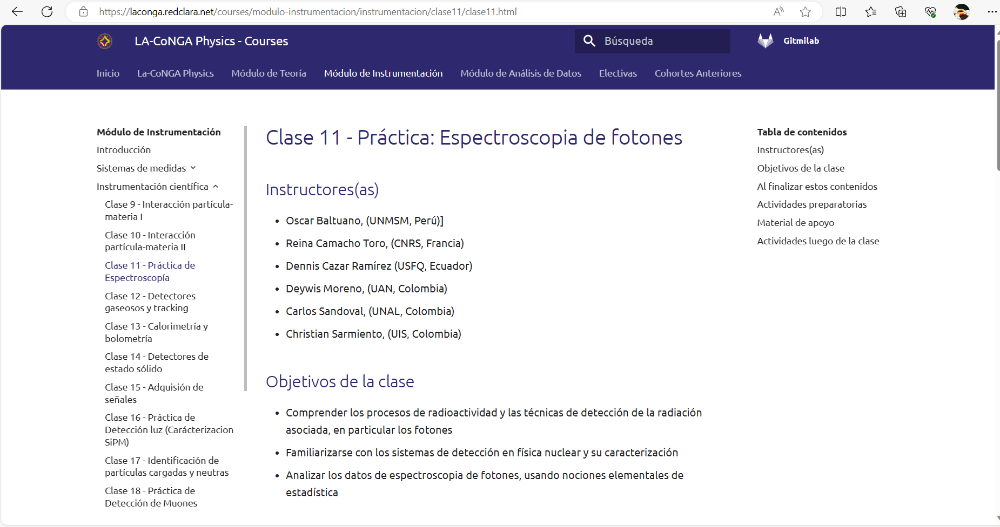 https://laconga.redclara.net/courses/modulo-instrumentacion/instrumentacion/clase11/clase11.html
LA-CoNGA Physics - Courses
Búsqueda
Gitmilab
Inicio La-CoNGA Physics Módulo de Teoría Módulo de Instrumentación Módulo de Análisis de Datos Electivas Cohortes Anteriores
Módulo de Instrumentación
Introducción
Sistemas de medidas
Instrumentación científica
Clase 9 - Interacción partícula-
materia I
Clase 10 - Interacción
partícula-materia II
Clase 11 - Práctica de
Espectroscopía
Clase 12 - Detectores
gaseosos y tracking
Clase 13 - Calorimetría y
bolometría
Clase 14 - Detectores de
estado sólido
Clase 15 - Adquisión de
señales
Clase 16 - Práctica de
Detección luz (Carácterizacion
SiPM)
Clase 17 - Identificación de
partículas cargadas y neutras
Clase 18 - Práctica de
Detección de Muones
Clase 11 - Práctica: Espectroscopia de fotones
Instructores(as)
• Oscar Baltuano, (UNMSM, Perú)]
• Reina Camacho Toro, (CNRS, Francia)
• Dennis Cazar Ramírez (USFQ, Ecuador)
• Deywis Moreno, (UAN, Colombia)
• Carlos Sandoval, (UNAL, Colombia)
• Christian Sarmiento, (UIS, Colombia)
Objetivos de la clase
• Comprender los procesos de radioactividad y las técnicas de detección de la radiación
asociada, en particular los fotones
• Familiarizarse con los sistemas de detección en física nuclear y su caracterización
• Analizar los datos de espectroscopia de fotones, usando nociones elementales de
estadística
Tabla de contenidos
Instructores(as)
Objetivos de la clase
Al finalizar estos contenidos
Actividades preparatorias
Material de apoyo
Actividades luego de la clase